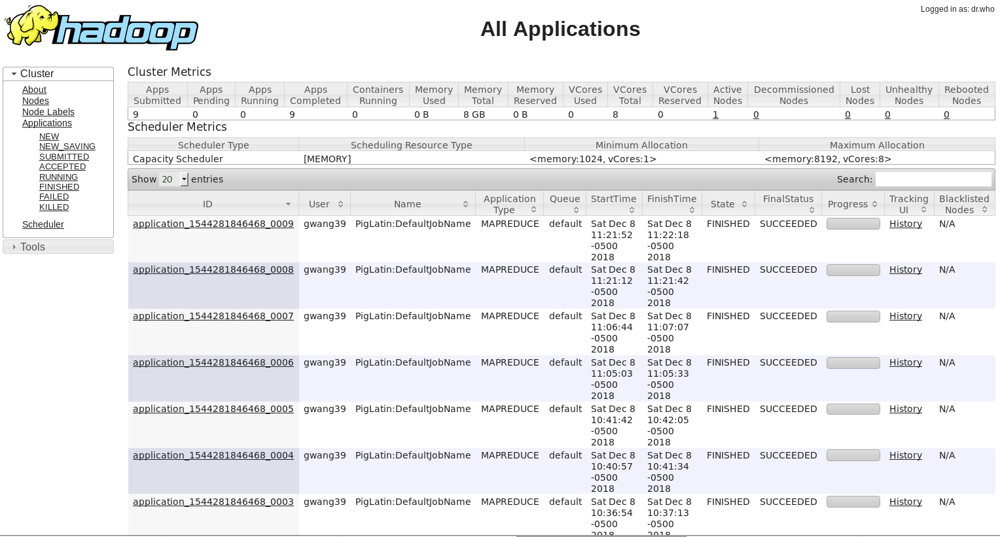 Logged in as: dr.who
hadoop
All Applications
Cluster
About
Nodes
Node Labels
Applications
NEW
NEW_SAVING
SUBMITTED
ACCEPTED
RUNNING
FINISHED
FAILED
KILLED
Scheduler
Tools
Cluster Metrics
Apps Submitted Apps Pending Apps Running Apps Completed Containers Running Memory Used Memory Total Memory Reserved VCores Used VCores Total VCores Reserved Active Nodes Decommissioned Nodes Lost Nodes Unhealthy Nodes Rebooted Nodes
9 0 0 9 0 0 B 8 GB 0 B 0 8 0 1 0 0 0 0
Scheduler Metrics
Scheduler Type Scheduling Resource Type Minimum Allocation Maximum Allocation
Capacity Scheduler [MEMORY] <memory:1024, vCores:1> <memory:8192, vCores:8>
Show 20 entries Search:
ID User Name Application Type Queue StartTime FinishTime State FinalStatus Progress Tracking UI Blacklisted Nodes
application_1544281846468_0009 gwang39 PigLatin:DefaultJobName MAPREDUCE default Sat Dec 8 11:21:52 -0500 2018 Sat Dec 8 11:22:18 -0500 2018 FINISHED SUCCEEDED History N/A
application_1544281846468_0008 gwang39 PigLatin:DefaultJobName MAPREDUCE default Sat Dec 8 11:21:12 -0500 2018 Sat Dec 8 11:21:42 -0500 2018 FINISHED SUCCEEDED History N/A
application_1544281846468_0007 gwang39 PigLatin:DefaultJobName MAPREDUCE default Sat Dec 8 11:06:44 -0500 2018 Sat Dec 8 11:07:07 -0500 2018 FINISHED SUCCEEDED History N/A
application_1544281846468_0006 gwang39 PigLatin:DefaultJobName MAPREDUCE default Sat Dec 8 11:05:03 -0500 2018 Sat Dec 8 11:05:33 -0500 2018 FINISHED SUCCEEDED History N/A
application_1544281846468_0005 gwang39 PigLatin:DefaultJobName MAPREDUCE default Sat Dec 8 10:41:42 -0500 2018 Sat Dec 8 10:42:05 -0500 2018 FINISHED SUCCEEDED History N/A
application_1544281846468_0004 gwang39 PigLatin:DefaultJobName MAPREDUCE default Sat Dec 8 10:40:57 -0500 2018 Sat Dec 8 10:41:34 -0500 2018 FINISHED SUCCEEDED History N/A
application_1544281846468_0003 gwang39 PigLatin:DefaultJobName MAPREDUCE default Sat Dec 8 10:36:54 -0500 2018 Sat Dec 8 10:37:13 -0500 2018 FINISHED SUCCEEDED History N/A